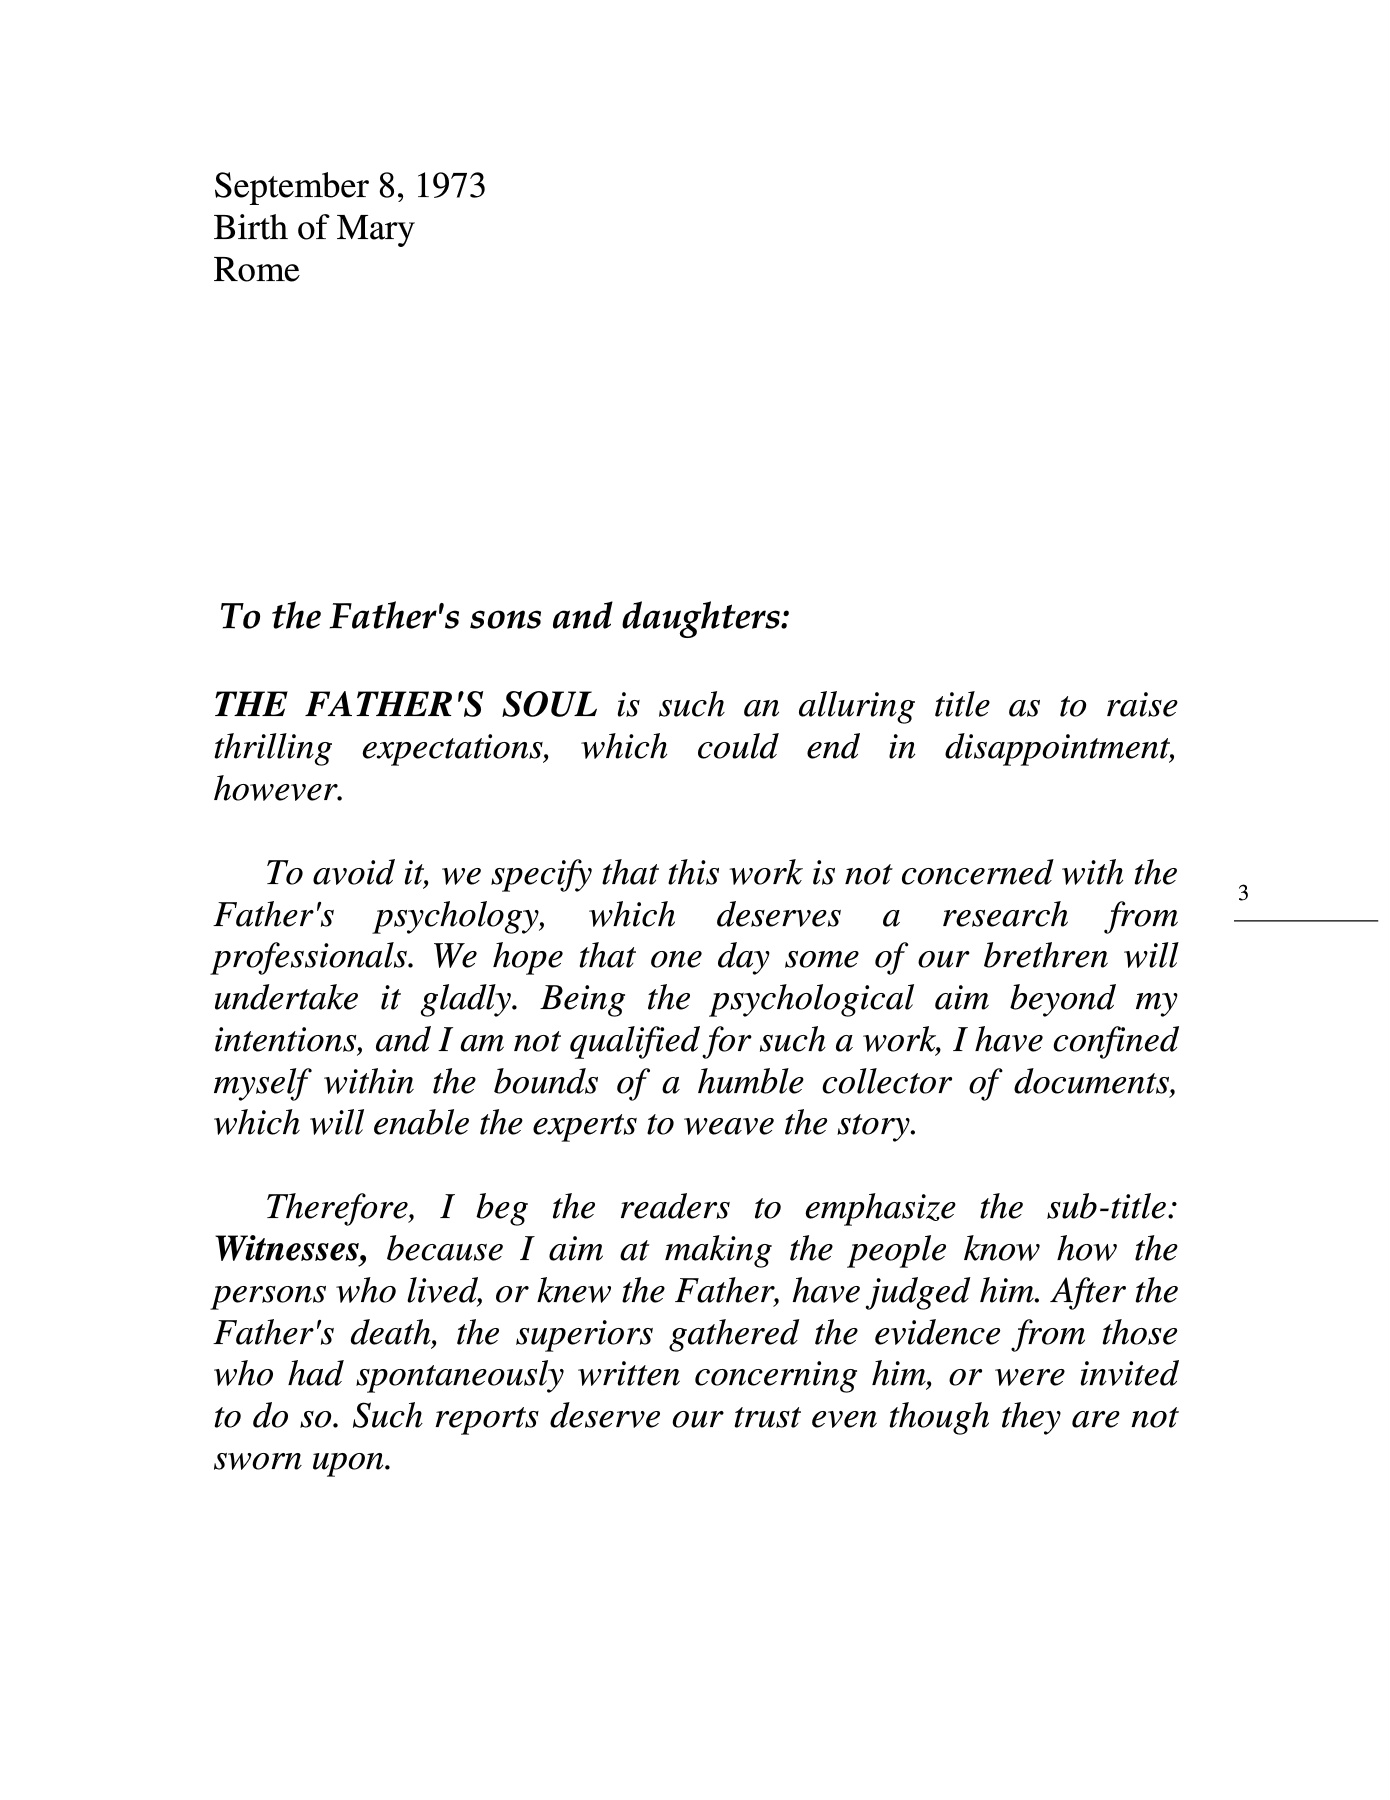 September 8, 1973
Birth of Mary
Rome
To the Father's sons and daughters:
THE FATHER'S SOUL is such an alluring title as to raise
thrilling expectations, which could end in disappointment,
however.
To avoid it, we specify that this work is not concerned with the
Father's psychology, which deserves a research from
professionals. We hope that one day some of our brethren will
undertake it gladly. Being the psychological aim beyond my
intentions, and I am not qualified for such a work, I have confined
myself within the bounds of a humble collector of documents,
which will enable the experts to weave the story.
3
Therefore, I beg the readers to emphasize the sub-title:
Witnesses, because I aim at making the people know how the
persons who lived, or knew the Father, have judged him. After the
Father's death, the superiors gathered the evidence from those
who had spontaneously written concerning him, or were invited
to do so. Such reports deserve our trust even though they are not
sworn upon.